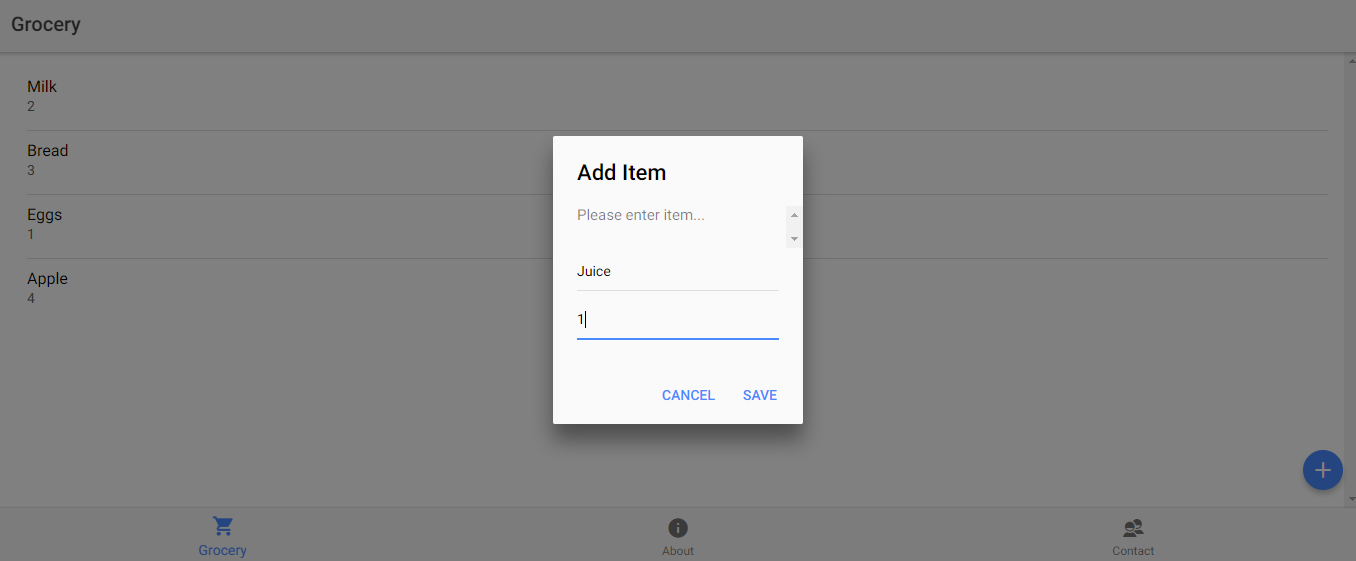 Grocery
Milk
2
Bread
3
Eggs
1
Apple
4
Add Item
Please enter item...
Juice
1
CANCEL SAVE
Grocery About Contact